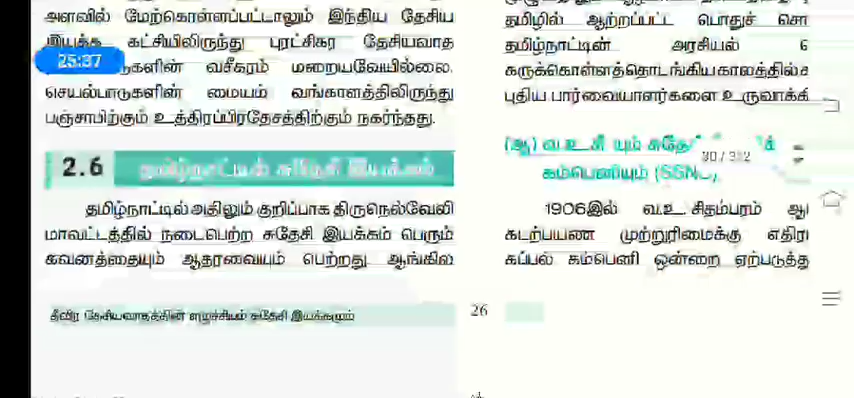 அளவில் மேற்கொள்ளப்பட்டாலும் இந்திய தேசிய
கட்சியிலிருந்து புரட்சிகர தேசியவாத
25:37
களின் வசீகரம் மறையவேயில்லை.
செயல்பாடுகளின் மையம் வங்காளத்திலிருந்து
பஞ்சாபிற்கும் உத்திரப்பிரதேசத்திற்கும் நகர்ந்தது.
2.6 தமிழ்நாட்டில் சுதேசி இயக்கம்
தமிழ்நாட்டில் அதிலும் குறிப்பாக திருநெல்வேலி
மாவட்டத்தில் நடைபெற்ற சுதேசி இயக்கம் பெரும்
கவனத்தையும் ஆதரவையும் பெற்றது. ஆங்கில
தீவிர தேசியவாதத்தின் எழுச்சியும் சுதேசி இயக்கமும்
26
தமிழில் ஆற்றப்பட்ட பொதுச் சொ
தமிழ்நாட்டின் அரசியல்
கருக்கொள்ளத்தொடங்கிய காலத்தில்
புதிய பார்வையாளர்களை உருவாக்கி
(ஆ) வ.உ.சி யும் சுதேசி
30 / 312
கம்பெனியும் (SSNC)
1906இல் வ.உ. சிதம்பரம்
கடற்பயண முற்றுரிமைக்கு எதிரா
கப்பல் கம்பெனி ஒன்றை ஏற்படுத்த